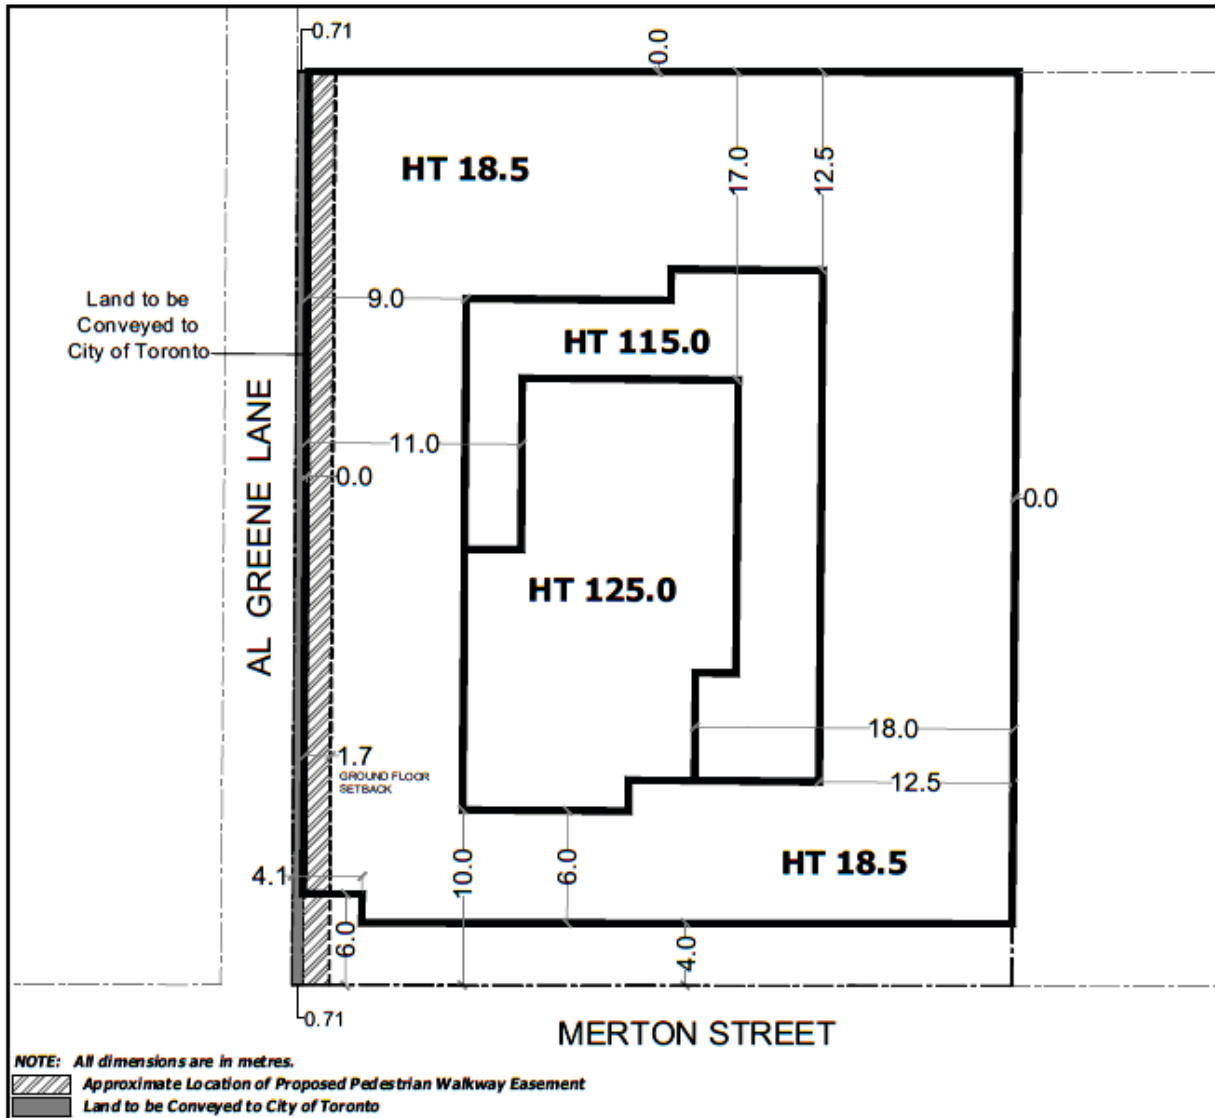 0.71
0.0
HT 18.5
17.0
12.5
Land to be
Conveyed to
City of Toronto
9.0
HT 115.0
AL GREENE LANE
11.0
0.0
0.0
HT 125.0
18.0
1.7
GROUND FLOOR
SETBACK
12.5
4.1
10.0
6.0
HT 18.5
6.0
4.0
0.71
MERTON STREET
NOTE: All dimensions are in metres.
Approximate Location of Proposed Pedestrian Walkway Easement
Land to be Conveyed to City of Toronto